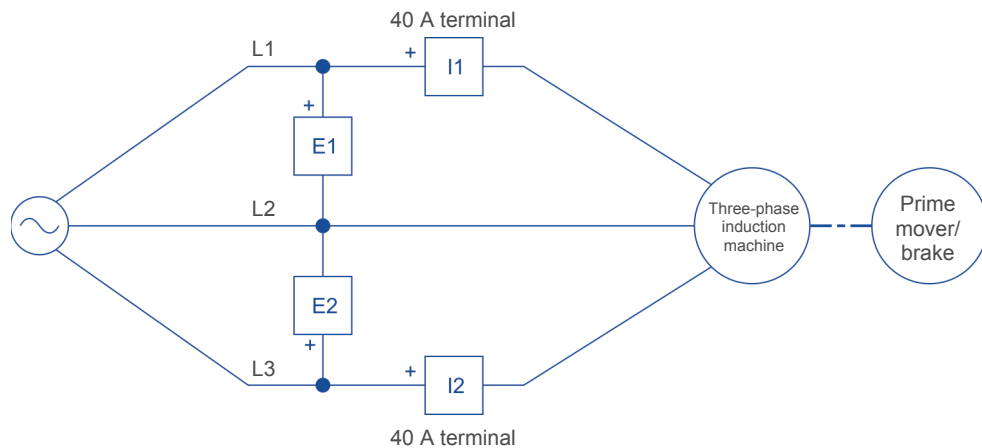 40 A terminal
L1
+
I1
+
E1
L2
Three-phase
induction
machine
Prime
mover/
brake
E2
+
L3
+
I2
40 A terminal